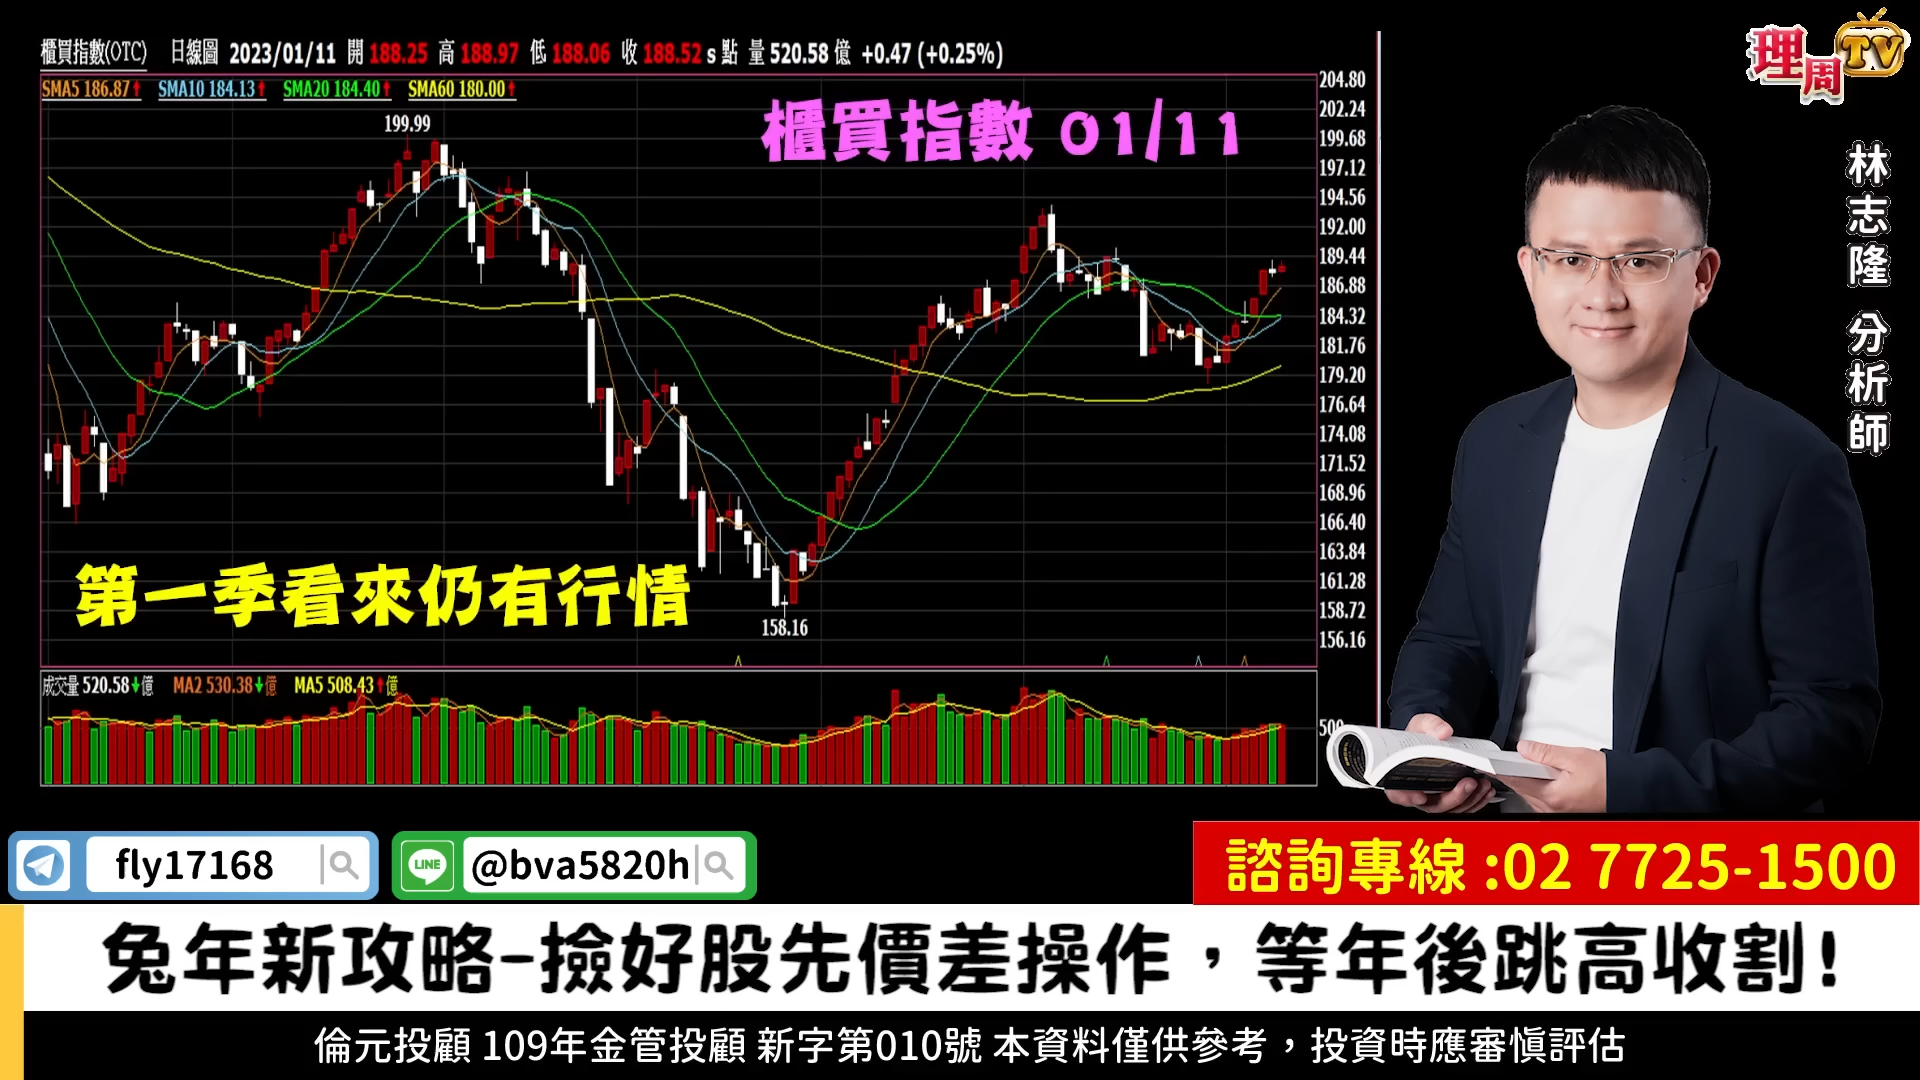 櫃買指數(OTC) 日線圖 2023/01/11 開 188.25 高 188.97 低 188.06 收 188.52 s 點 量 520.58 億 +0.47 (+0.25%)
SMA5 186.87↑ SMA10 184.13↑ SMA20 184.40↑ SMA60 180.00↑
理周TV
櫃買指數 01/11
199.99
158.16
第一季看來仍有行情
204.80
202.24
199.68
197.12
194.56
192.00
189.44
186.88
184.32
181.76
179.20
176.64
174.08
171.52
168.96
166.40
163.84
161.28
158.72
156.16
成交量 520.58↓億 MA2 530.38↓億 MA5 508.43↑億
500
林志隆 分析師
fly17168
LINE
@bva5820h
諮詢專線 :02 7725-1500
兔年新攻略-撿好股先價差操作，等年後跳高收割!
倫元投顧 109年金管投顧 新字第010號 本資料僅供參考，投資時應審慎評估